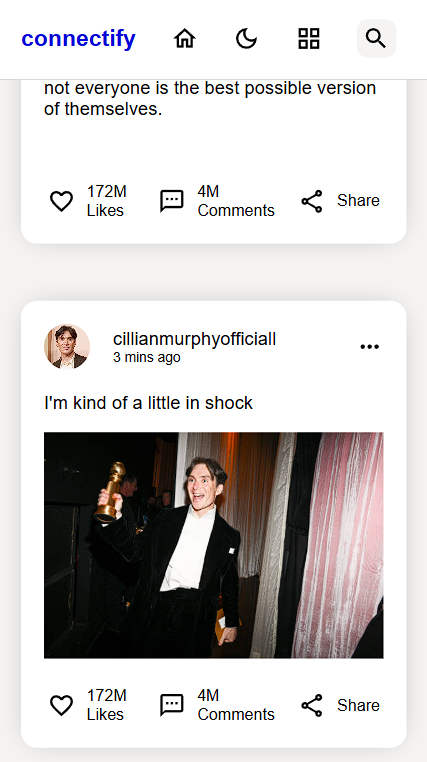 connectify
not everyone is the best possible version
of themselves.
172M
Likes
4M
Comments
Share
cillianmurphyofficiall
3 mins ago
I'm kind of a little in shock
172M
Likes
4M
Comments
Share